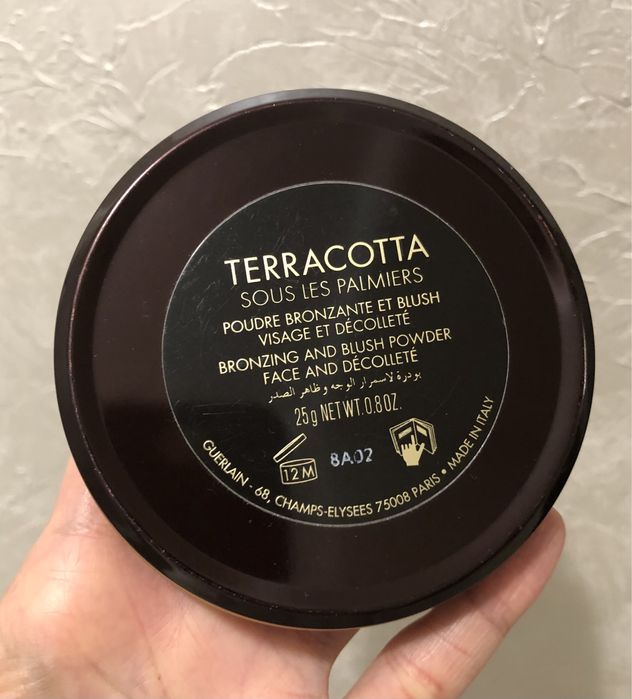 TERRACOTTA
SOUS LES PALMIERS
POUDRE BRONZANTE ET BLUSH
VISAGE ET DÉCOLLETÉ
BRONZING AND BLUSH POWDER
FACE AND DÉCOLLETÉ
بودرة لاسمرار الوجه وظاهر الصدر
25g NET WT. 0.8 OZ.
12 M
8A02
GUERLAIN - 68, CHAMPS-ELYSEES 75008 PARIS • MADE IN ITALY